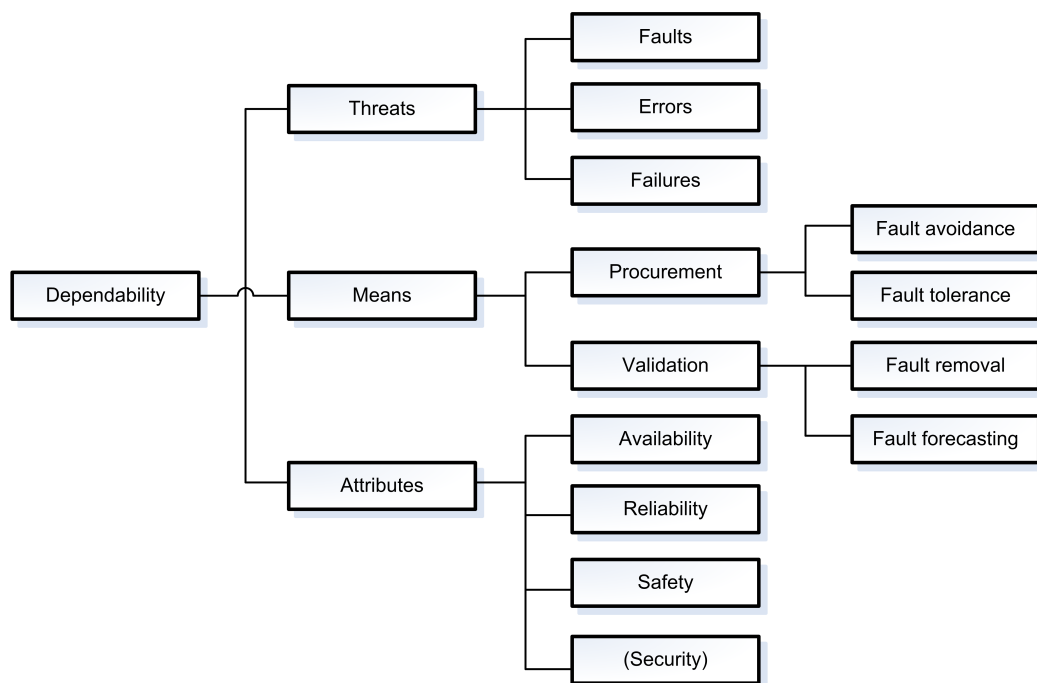 Dependability
Threats
Faults
Errors
Failures
Means
Procurement
Fault avoidance
Fault tolerance
Validation
Fault removal
Fault forecasting
Attributes
Availability
Reliability
Safety
(Security)